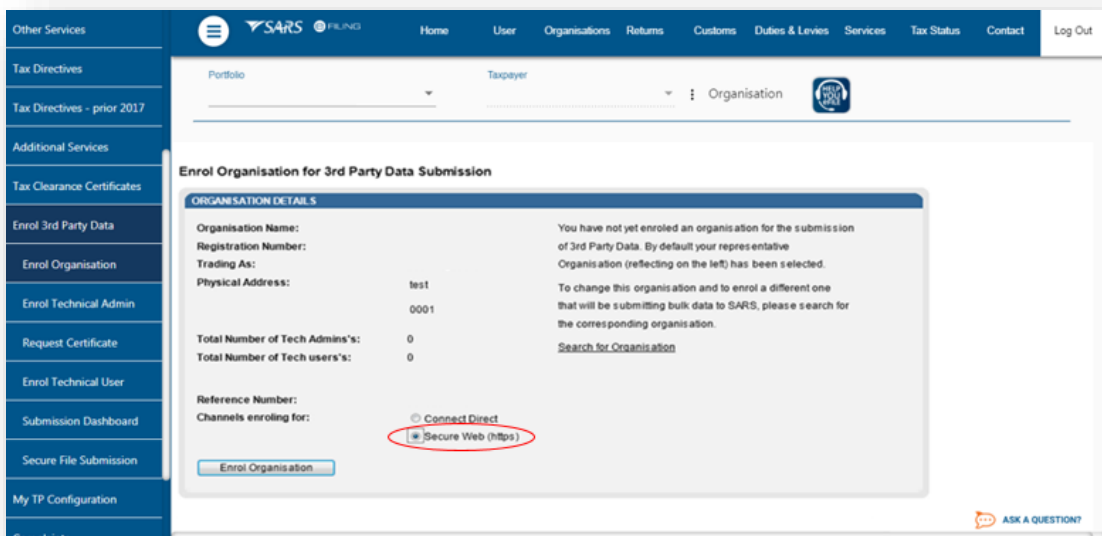 Other Services
Tax Directives
Tax Directives - prior 2017
Additional Services
Tax Clearance Certificates
Enrol 3rd Party Data
Enrol Organisation
Enrol Technical Admin
Request Certificate
Enrol Technical User
Submission Dashboard
Secure File Submission
My TP Configuration
SARS eFILING
Home User Organisations Returns Customs Duties & Levies Services Tax Status Contact Log Out
Portfolio Taxpayer
Organisation HELP YOU eFILE
Enrol Organisation for 3rd Party Data Submission
ORGANISATION DETAILS
Organisation Name:
Registration Number:
Trading As:
Physical Address: test
0001
Total Number of Tech Admins's: 0
Total Number of Tech users's: 0
Reference Number:
Channels enroling for: Connect Direct
Secure Web (https)
Enrol Organisation
You have not yet enroled an organisation for the submission
of 3rd Party Data. By default your representative
Organisation (reflecting on the left) has been selected.
To change this organisation and to enrol a different one
that will be submitting bulk data to SARS, please search for
the corresponding organisation.
Search for Organisation
ASK A QUESTION?